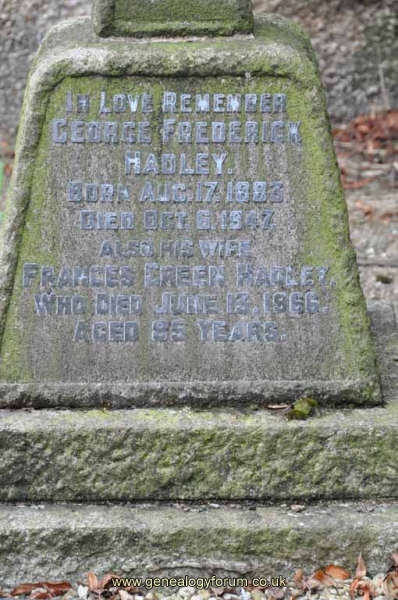 In Love Remember
George Frederick
Hadley.
Born Aug. 17. 1883
Died Oct. 6. 1947
Also his Wife
Frances Green Hadley.
Who Died June 13. 1966.
Aged 85 Years.
www.genealogyforum.co.uk